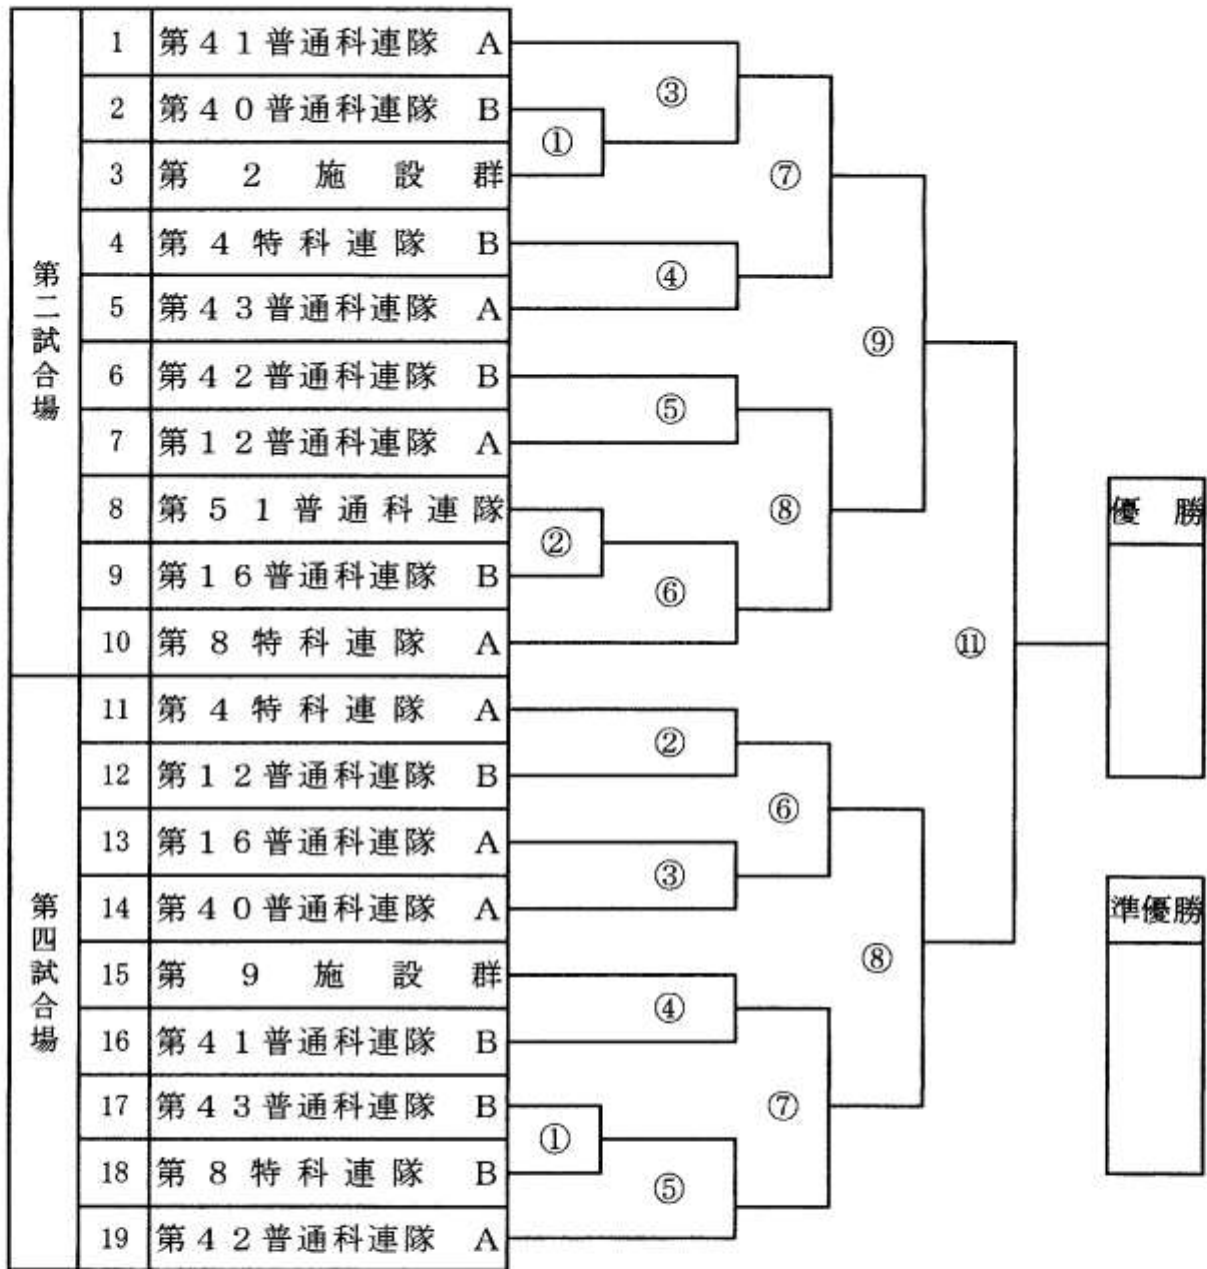 第二試合場
1 第４１普通科連隊 A
2 第４０普通科連隊 B
3 第２施設群
4 第４特科連隊 B
5 第４３普通科連隊 A
6 第４２普通科連隊 B
7 第１２普通科連隊 A
8 第５１普通科連隊
9 第１６普通科連隊 B
10 第８特科連隊 A
第四試合場
11 第４特科連隊 A
12 第１２普通科連隊 B
13 第１６普通科連隊 A
14 第４０普通科連隊 A
15 第９施設群
16 第４１普通科連隊 B
17 第４３普通科連隊 B
18 第８特科連隊 B
19 第４２普通科連隊 A
①
②
③
④
⑤
⑥
⑦
⑧
⑨
①
②
③
④
⑤
⑥
⑦
⑧
⑪
優勝
準優勝